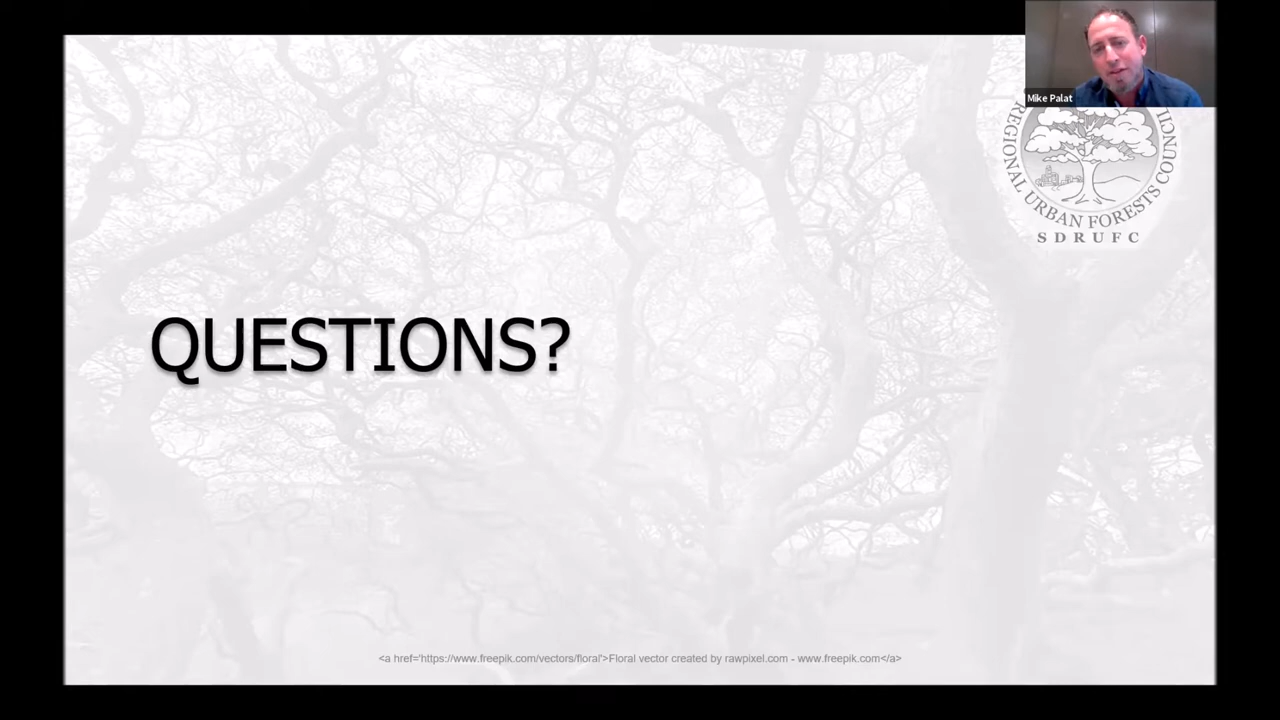 Mike Palat
REGIONAL URBAN FORESTS COUNCIL
SDRUFC
QUESTIONS?
<a href='https://www.freepik.com/vectors/floral'>Floral vector created by rawpixel.com - www.freepik.com</a>